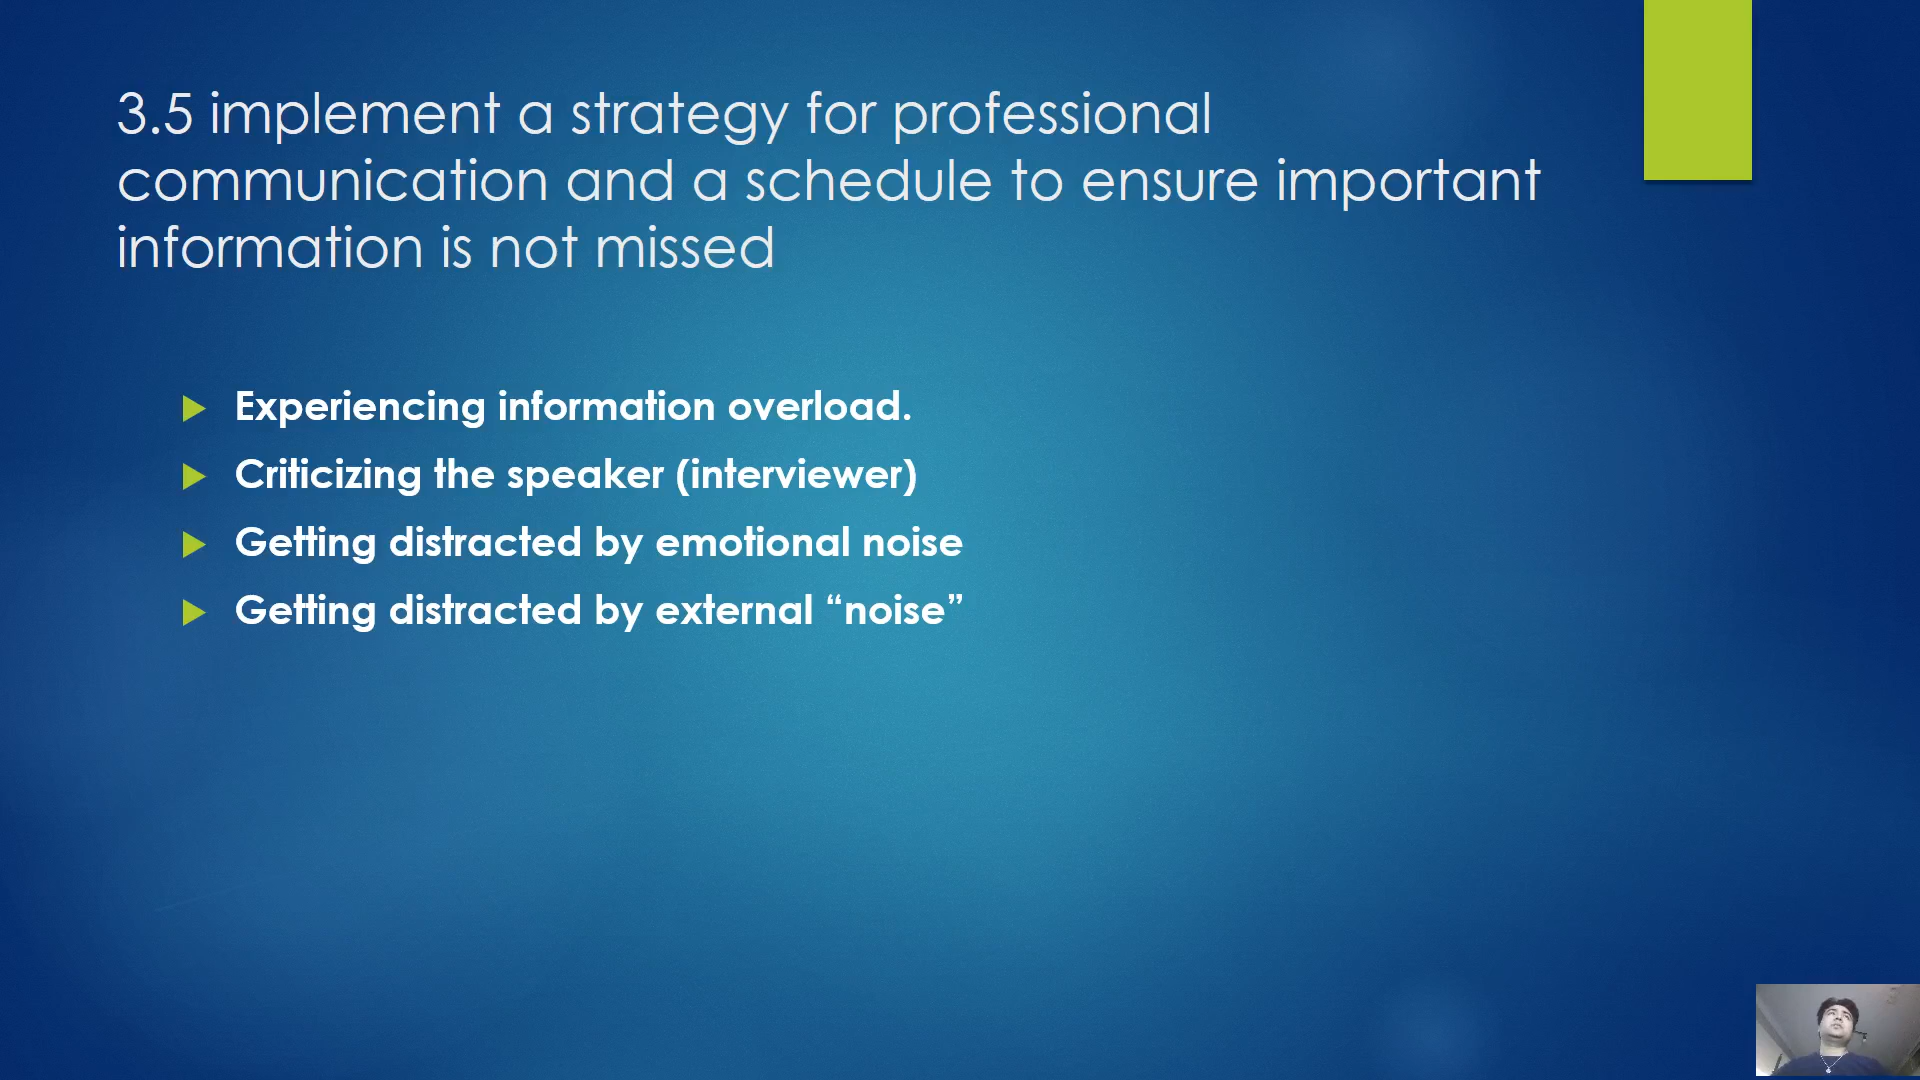 3.5 implement a strategy for professional
communication and a schedule to ensure important
information is not missed
Experiencing information overload.
Criticizing the speaker (interviewer)
Getting distracted by emotional noise
Getting distracted by external “noise”